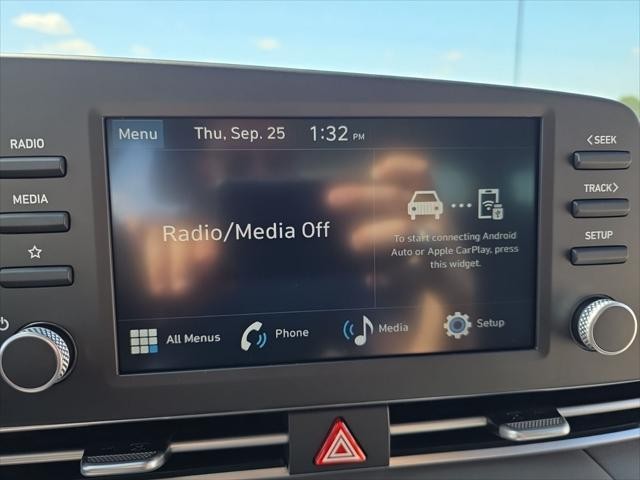 Menu Thu, Sep. 25 1:32 PM
RADIO
MEDIA
Radio/Media Off
To start connecting Android
Auto or Apple CarPlay, press
this widget.
All Menus Phone Media Setup
<SEEK
TRACK>
SETUP